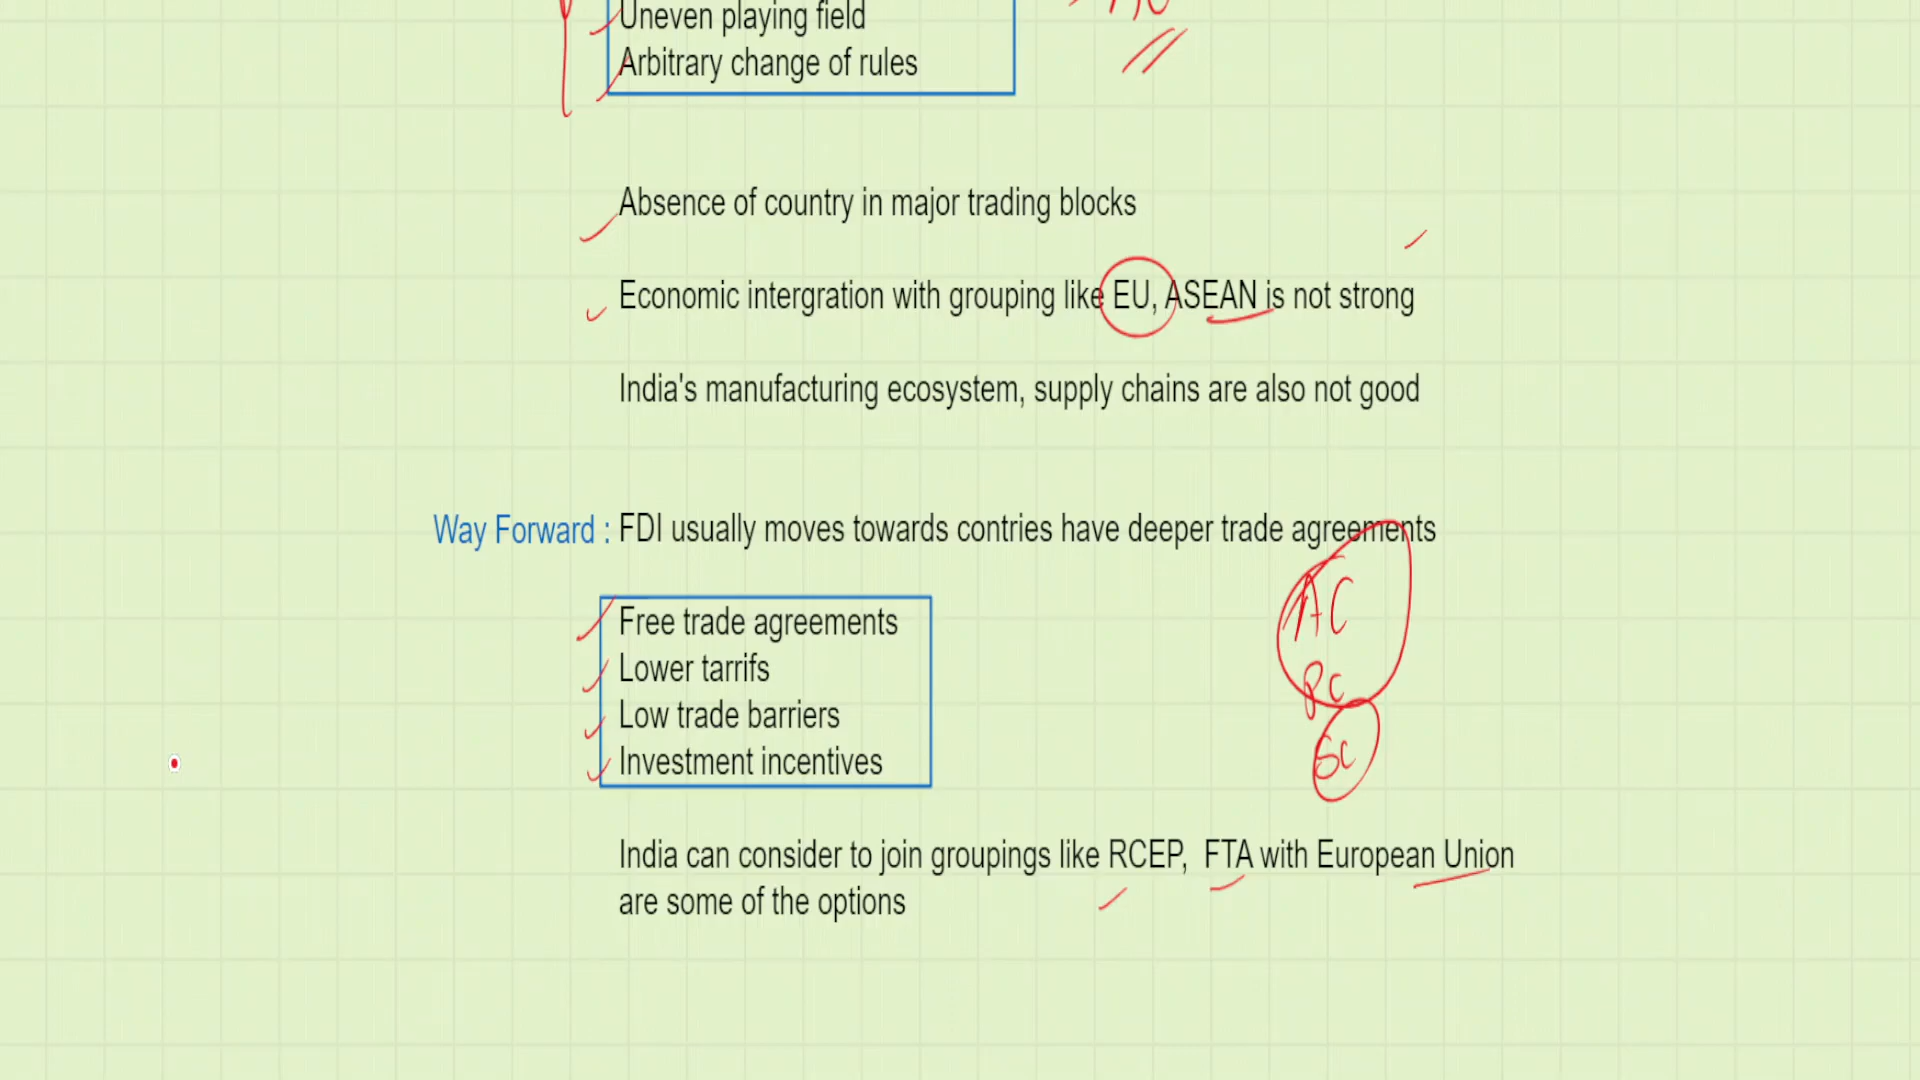 Uneven playing field
Arbitrary change of rules
Absence of country in major trading blocks
Economic intergration with grouping like EU, ASEAN is not strong
India's manufacturing ecosystem, supply chains are also not good
Way Forward : FDI usually moves towards contries have deeper trade agreements
AC
Free trade agreements
Lower tarrifs
PC
Low trade barriers
SC
Investment incentives
India can consider to join groupings like RCEP, FTA with European Union
are some of the options